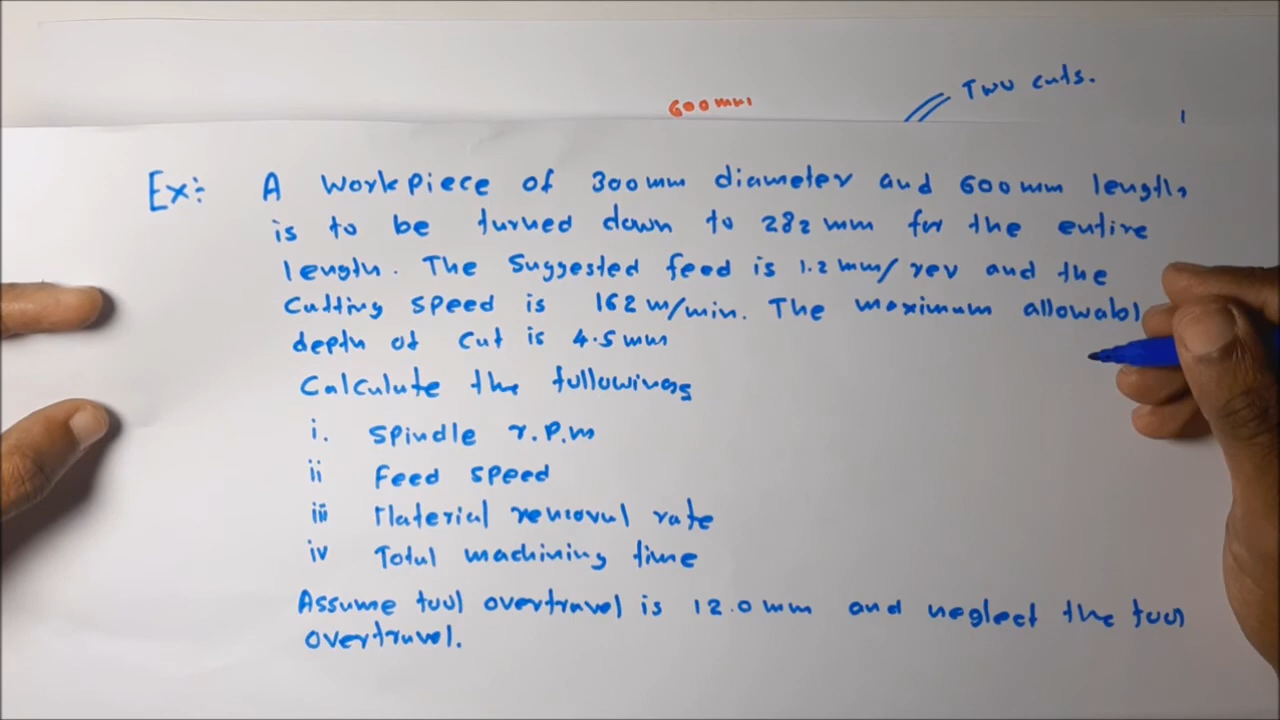 Two cuts.
600mm
Ex:- A workpiece of 300mm diameter and 600mm length
is to be turned down to 282mm for the entire
length. The suggested feed is 1.2mm/rev and the
Cutting speed is 162m/min. The maximum allowabl
depth of cut is 4.5mm
Calculate the followings
i. Spindle r.p.m
ii Feed speed
iii Material removal rate
iv Total machining time
Assume tool overtravel is 12.0mm and neglect the tool
overtravel.